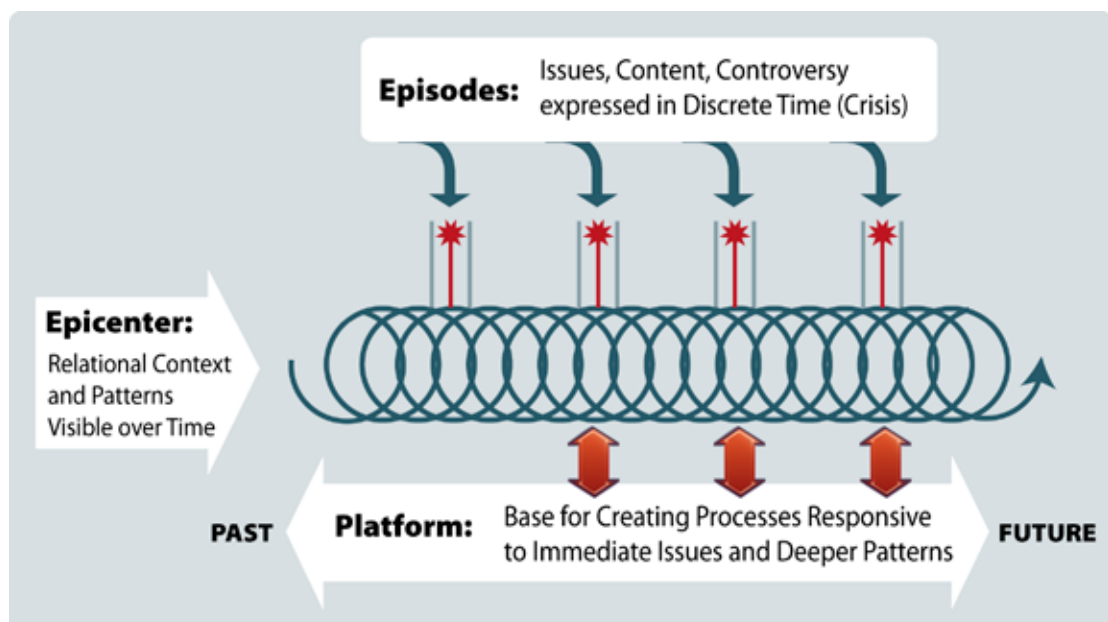 Episodes: Issues, Content, Controversy
expressed in Discrete Time (Crisis)
Epicenter:
Relational Context
and Patterns
Visible over Time
PAST
Platform: Base for Creating Processes Responsive
to Immediate Issues and Deeper Patterns
FUTURE